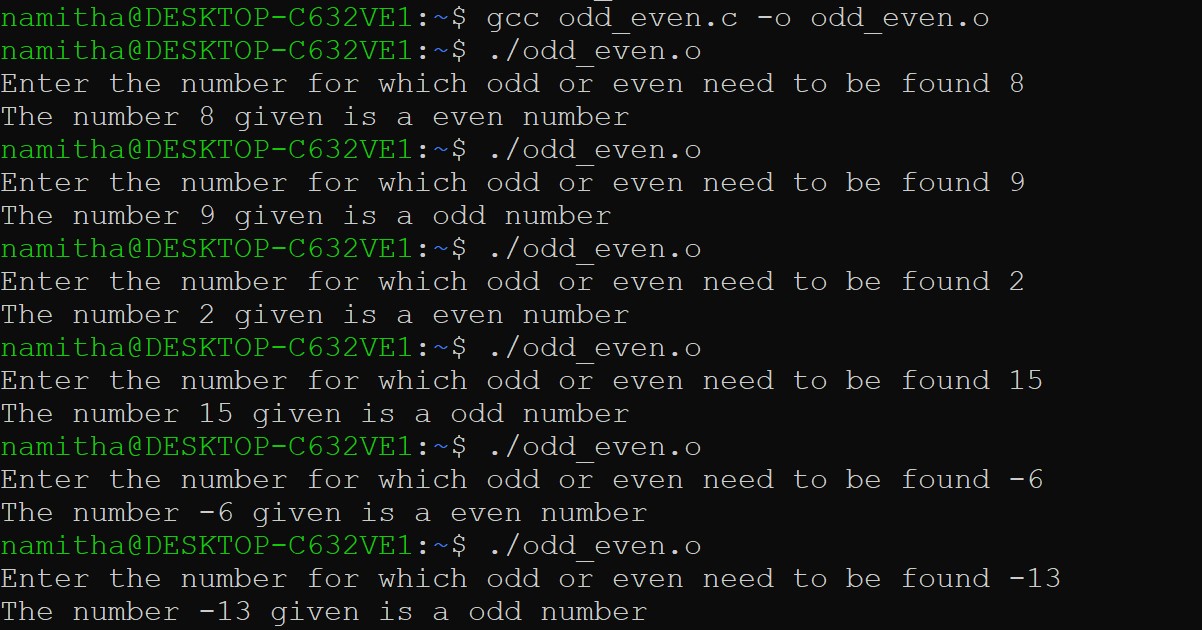 namitha@DESKTOP-C632VE1:~$ gcc odd_even.c -o odd_even.o
namitha@DESKTOP-C632VE1:~$ ./odd_even.o
Enter the number for which odd or even need to be found 8
The number 8 given is a even number
namitha@DESKTOP-C632VE1:~$ ./odd_even.o
Enter the number for which odd or even need to be found 9
The number 9 given is a odd number
namitha@DESKTOP-C632VE1:~$ ./odd_even.o
Enter the number for which odd or even need to be found 2
The number 2 given is a even number
namitha@DESKTOP-C632VE1:~$ ./odd_even.o
Enter the number for which odd or even need to be found 15
The number 15 given is a odd number
namitha@DESKTOP-C632VE1:~$ ./odd_even.o
Enter the number for which odd or even need to be found -6
The number -6 given is a even number
namitha@DESKTOP-C632VE1:~$ ./odd_even.o
Enter the number for which odd or even need to be found -13
The number -13 given is a odd number